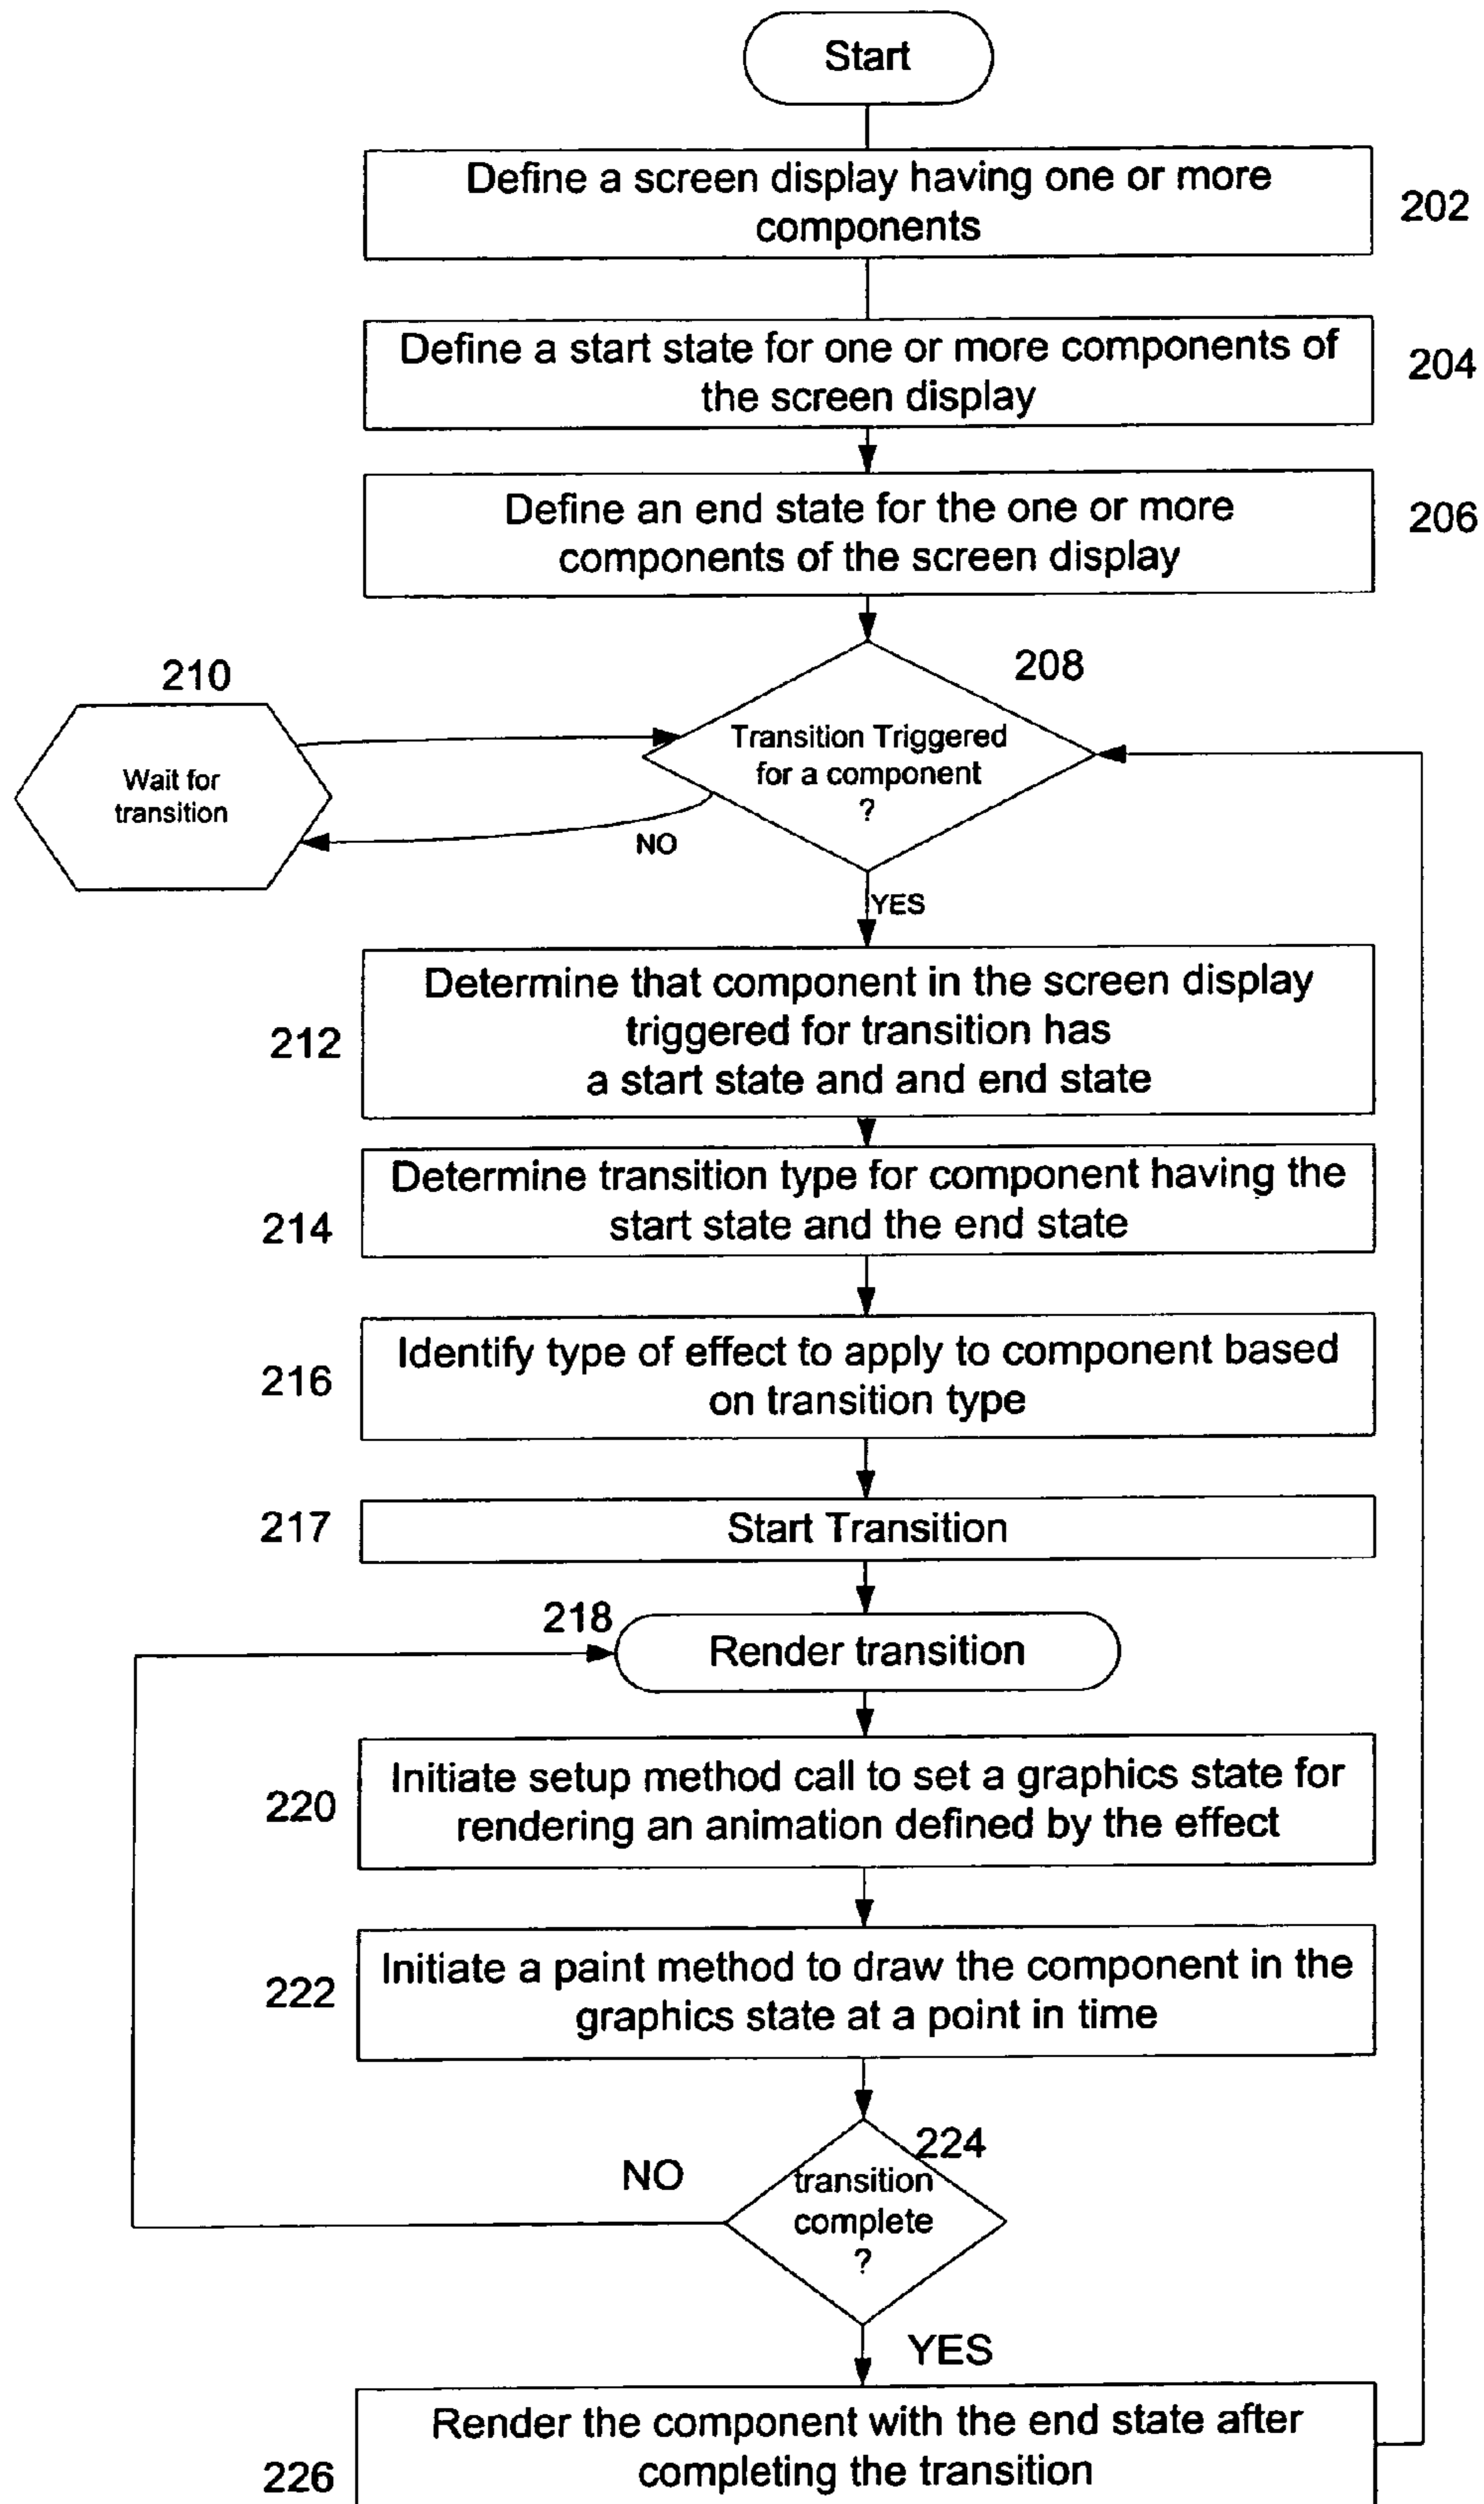 Start
Define a screen display having one or more
components
202
Define a start state for one or more components of
the screen display
204
Define an end state for the one or more
components of the screen display
206
208
Transition Triggered
for a component
?
210
Wait for
transition
NO
YES
Determine that component in the screen display
triggered for transition has
a start state and and end state
212
Determine transition type for component having the
start state and the end state
214
Identify type of effect to apply to component based
on transition type
216
217
Start Transition
218
Render transition
Initiate setup method call to set a graphics state for
rendering an animation defined by the effect
220
Initiate a paint method to draw the component in the
graphics state at a point in time
222
224
transition
complete
?
NO
YES
Render the component with the end state after
completing the transition
226